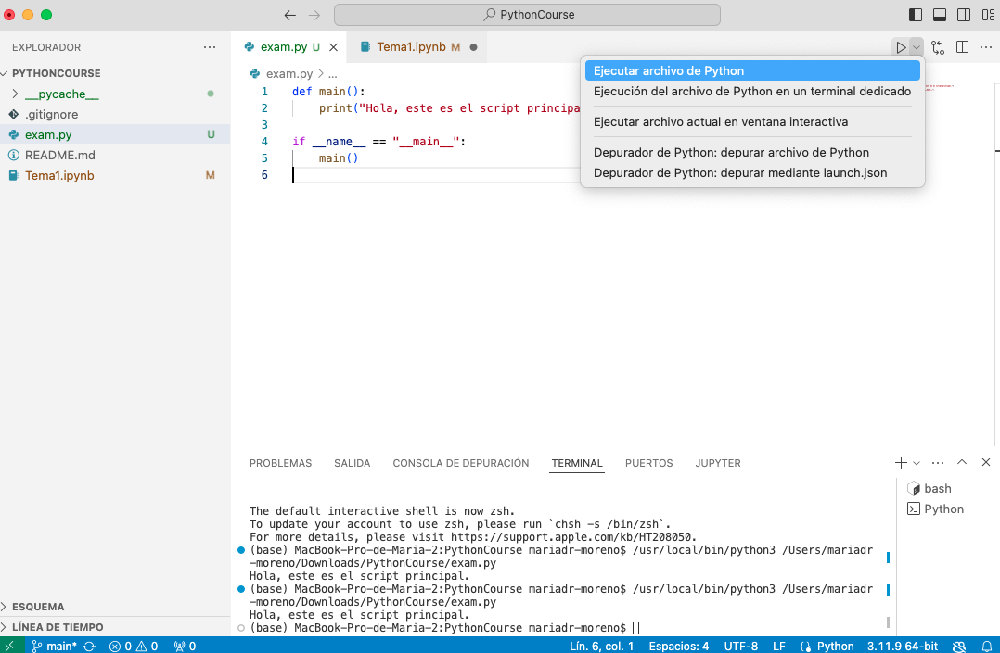 PythonCourse
EXPLORADOR
PYTHONCOURSE
__pycache__
.gitignore
exam.py U
README.md
Tema1.ipynb M
ESQUEMA
LÍNEA DE TIEMPO
exam.py U
Tema1.ipynb M
exam.py > ...
1 def main():
2 print("Hola, este es el script principa
3
4 if __name__ == "__main__":
5 main()
6
Ejecutar archivo de Python
Ejecución del archivo de Python en un terminal dedicado
Ejecutar archivo actual en ventana interactiva
Depurador de Python: depurar archivo de Python
Depurador de Python: depurar mediante launch.json
PROBLEMAS SALIDA CONSOLA DE DEPURACIÓN TERMINAL PUERTOS JUPYTER
The default interactive shell is now zsh.
To update your account to use zsh, please run `chsh -s /bin/zsh`.
For more details, please visit https://support.apple.com/kb/HT208050.
(base) MacBook-Pro-de-Maria-2:PythonCourse mariadr-moreno$ /usr/local/bin/python3 /Users/mariadr
-moreno/Downloads/PythonCourse/exam.py
Hola, este es el script principal.
(base) MacBook-Pro-de-Maria-2:PythonCourse mariadr-moreno$ /usr/local/bin/python3 /Users/mariadr
-moreno/Downloads/PythonCourse/exam.py
Hola, este es el script principal.
(base) MacBook-Pro-de-Maria-2:PythonCourse mariadr-moreno$
bash
Python
main* 0 0 0 Lín. 6, col. 1 Espacios: 4 UTF-8 LF Python 3.11.9 64-bit